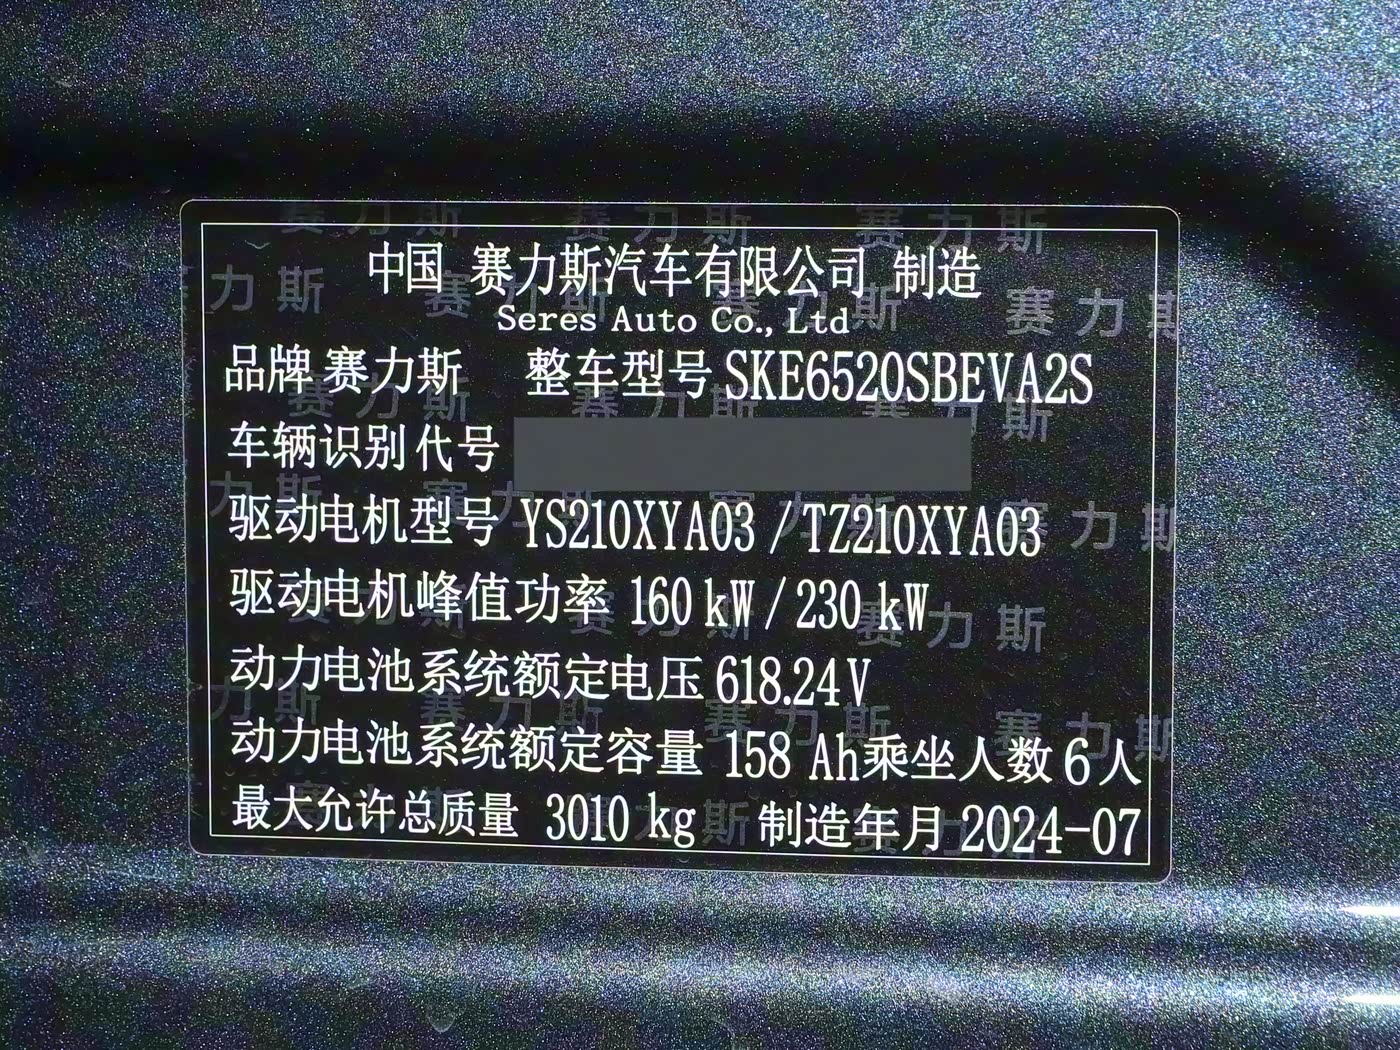 中国 赛力斯汽车有限公司 制造
Seres Auto Co., Ltd
品牌 赛力斯 整车型号 SKE6520SBEVA2S
车辆识别代号
驱动电机型号 YS210XYA03 / TZ210XYA03
驱动电机峰值功率 160 kW / 230 kW
动力电池系统额定电压 618.24V
动力电池系统额定容量 158 Ah 乘坐人数 6 人
最大允许总质量 3010 kg 制造年月 2024-07